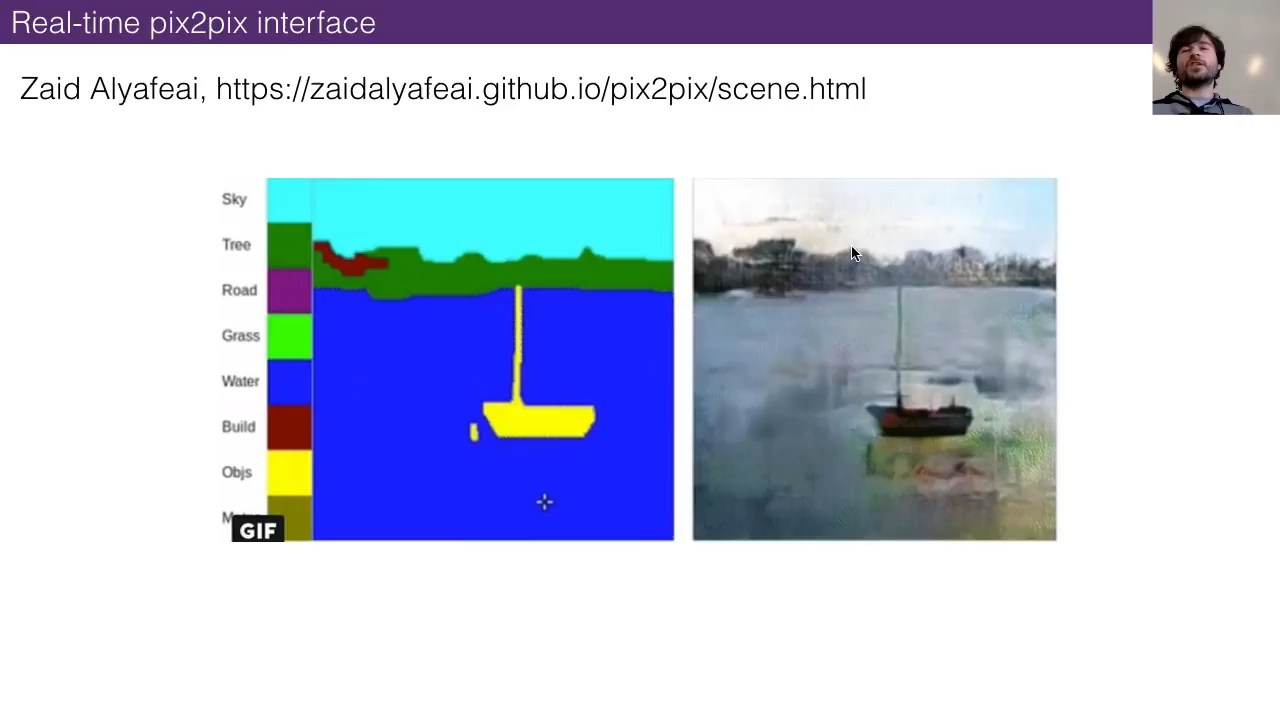 Real-time pix2pix interface
Zaid Alyafeai, https://zaidalyafeai.github.io/pix2pix/scene.html
Sky
Tree
Road
Grass
Water
Build
Objs
GIF